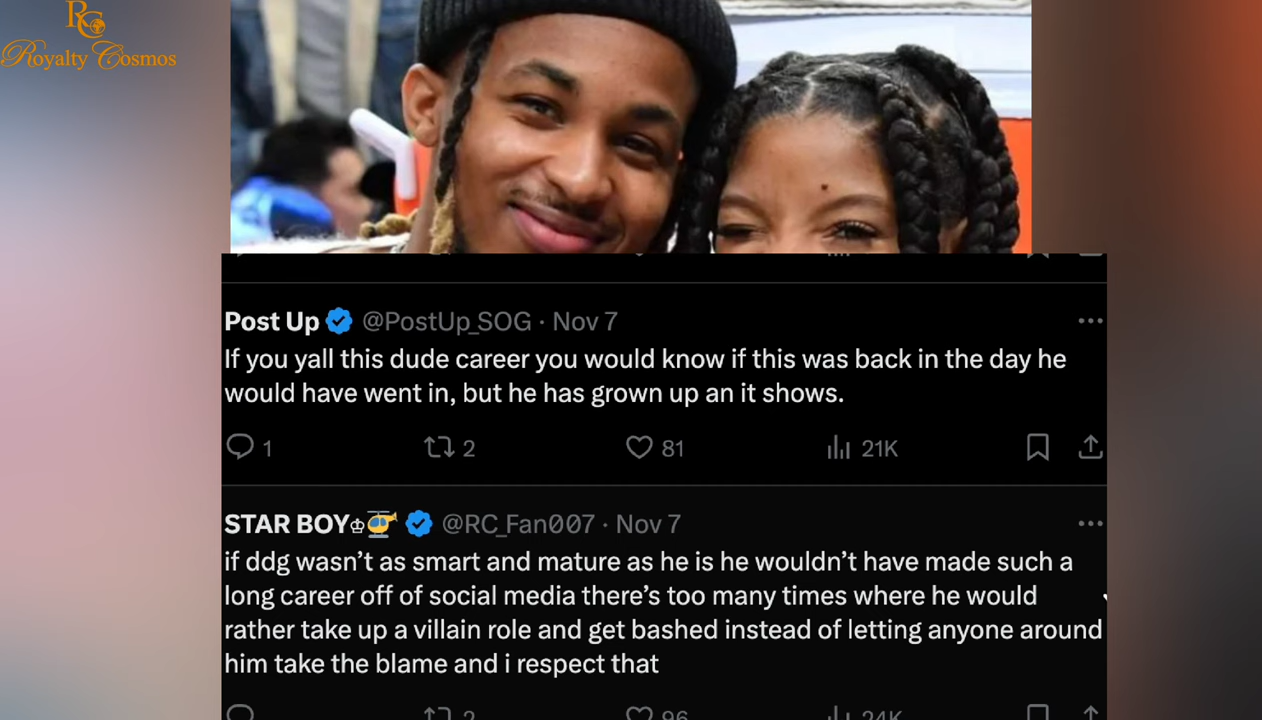 RC
Royalty Cosmos
Post Up @PostUp_SOG · Nov 7
If you yall this dude career you would know if this was back in the day he
would have went in, but he has grown up an it shows.
1 2 81 21K
STAR BOY♔🚁 @RC_Fan007 · Nov 7
if ddg wasn’t as smart and mature as he is he wouldn’t have made such a
long career off of social media there’s too many times where he would
rather take up a villain role and get bashed instead of letting anyone around
him take the blame and i respect that
2 96 24K